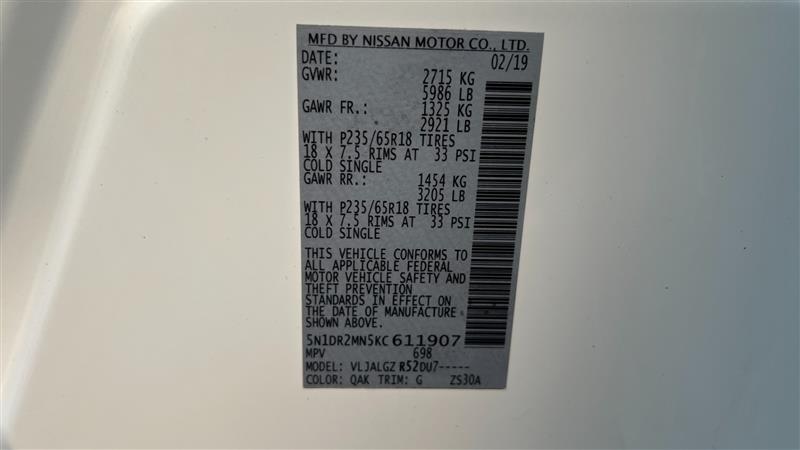 MFD BY NISSAN MOTOR CO., LTD.
DATE: 02/19
GVWR: 2715 KG
5986 LB
GAWR FR.: 1325 KG
2921 LB
WITH P235/65R18 TIRES
18 X 7.5 RIMS AT 33 PSI
COLD SINGLE
GAWR RR.: 1454 KG
3205 LB
WITH P235/65R18 TIRES
18 X 7.5 RIMS AT 33 PSI
COLD SINGLE
THIS VEHICLE CONFORMS TO
ALL APPLICABLE FEDERAL
MOTOR VEHICLE SAFETY AND
THEFT PREVENTION
STANDARDS IN EFFECT ON
THE DATE OF MANUFACTURE
SHOWN ABOVE.
5N1DR2MN5KC611907
MPV 698
MODEL: VLJALGZ R52DU7-----
COLOR: QAK TRIM: G ZS30A